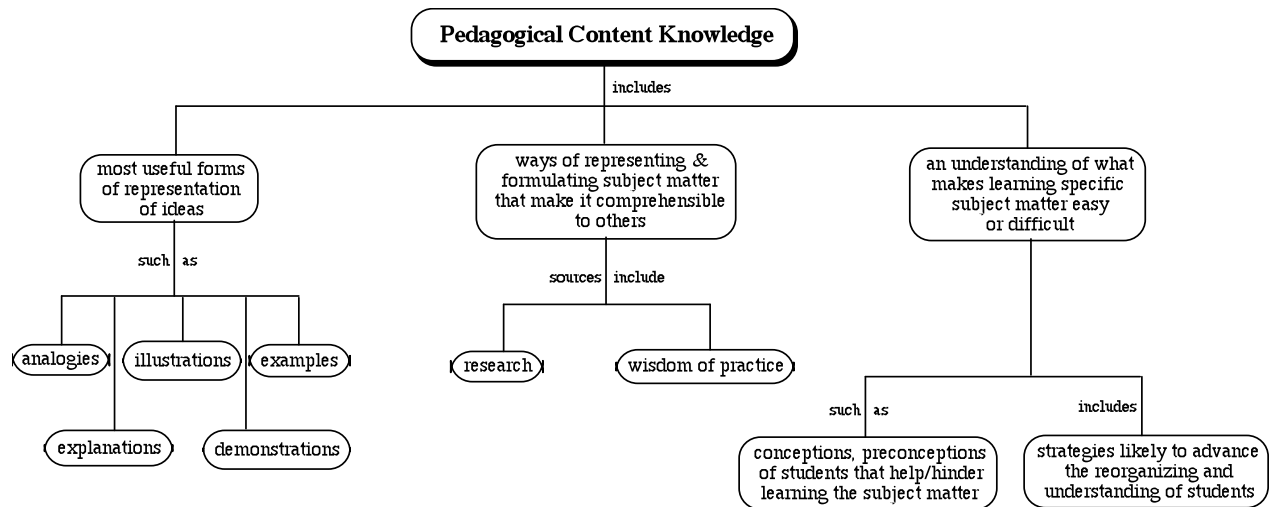 Pedagogical Content Knowledge
includes
most useful forms
of representation
of ideas
ways of representing &
formulating subject matter
that make it comprehensible
to others
an understanding of what
makes learning specific
subject matter easy
or difficult
such as
sources include
analogies
illustrations
examples
explanations
demonstrations
research
wisdom of practice
such as
includes
conceptions, preconceptions
of students that help/hinder
learning the subject matter
strategies likely to advance
the reorganizing and
understanding of students